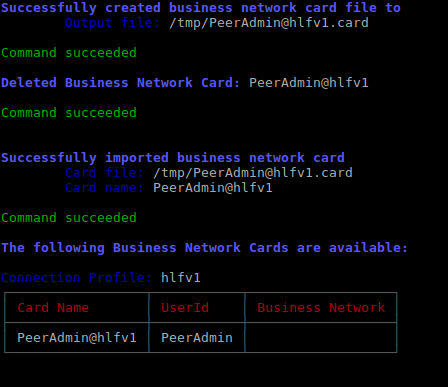 Successfully created business network card file to
Output file: /tmp/PeerAdmin@hlfv1.card
Command succeeded
Deleted Business Network Card: PeerAdmin@hlfv1
Command succeeded
Successfully imported business network card
Card file: /tmp/PeerAdmin@hlfv1.card
Card name: PeerAdmin@hlfv1
Command succeeded
The following Business Network Cards are available:
Connection Profile: hlfv1
Card Name UserId Business Network
PeerAdmin@hlfv1 PeerAdmin